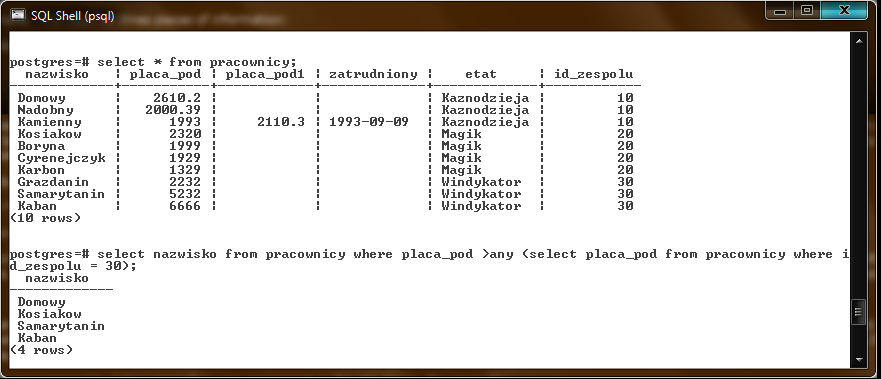 SQL Shell (psql)
postgres=# select * from pracownicy;
nazwisko | placa_pod | placa_pod1 | zatrudniony | etat | id_zespolu
Domowy | 2610.2 | | | Kaznodzieja | 10
Nadobny | 2000.39 | | | Kaznodzieja | 10
Kamienny | 1993 | 2110.3 | 1993-09-09 | Kaznodzieja | 10
Kosiakow | 2320 | | | Magik | 20
Boryna | 1999 | | | Magik | 20
Cyrenejczyk | 1929 | | | Magik | 20
Karbon | 1329 | | | Magik | 20
Grazdanin | 2232 | | | Windykator | 30
Samarytanin | 5232 | | | Windykator | 30
Kaban | 6666 | | | Windykator | 30
(10 rows)
postgres=# select nazwisko from pracownicy where placa_pod >any (select placa_pod from pracownicy where i
d_zespolu = 30);
nazwisko
Domowy
Kosiakow
Samarytanin
Kaban
(4 rows)